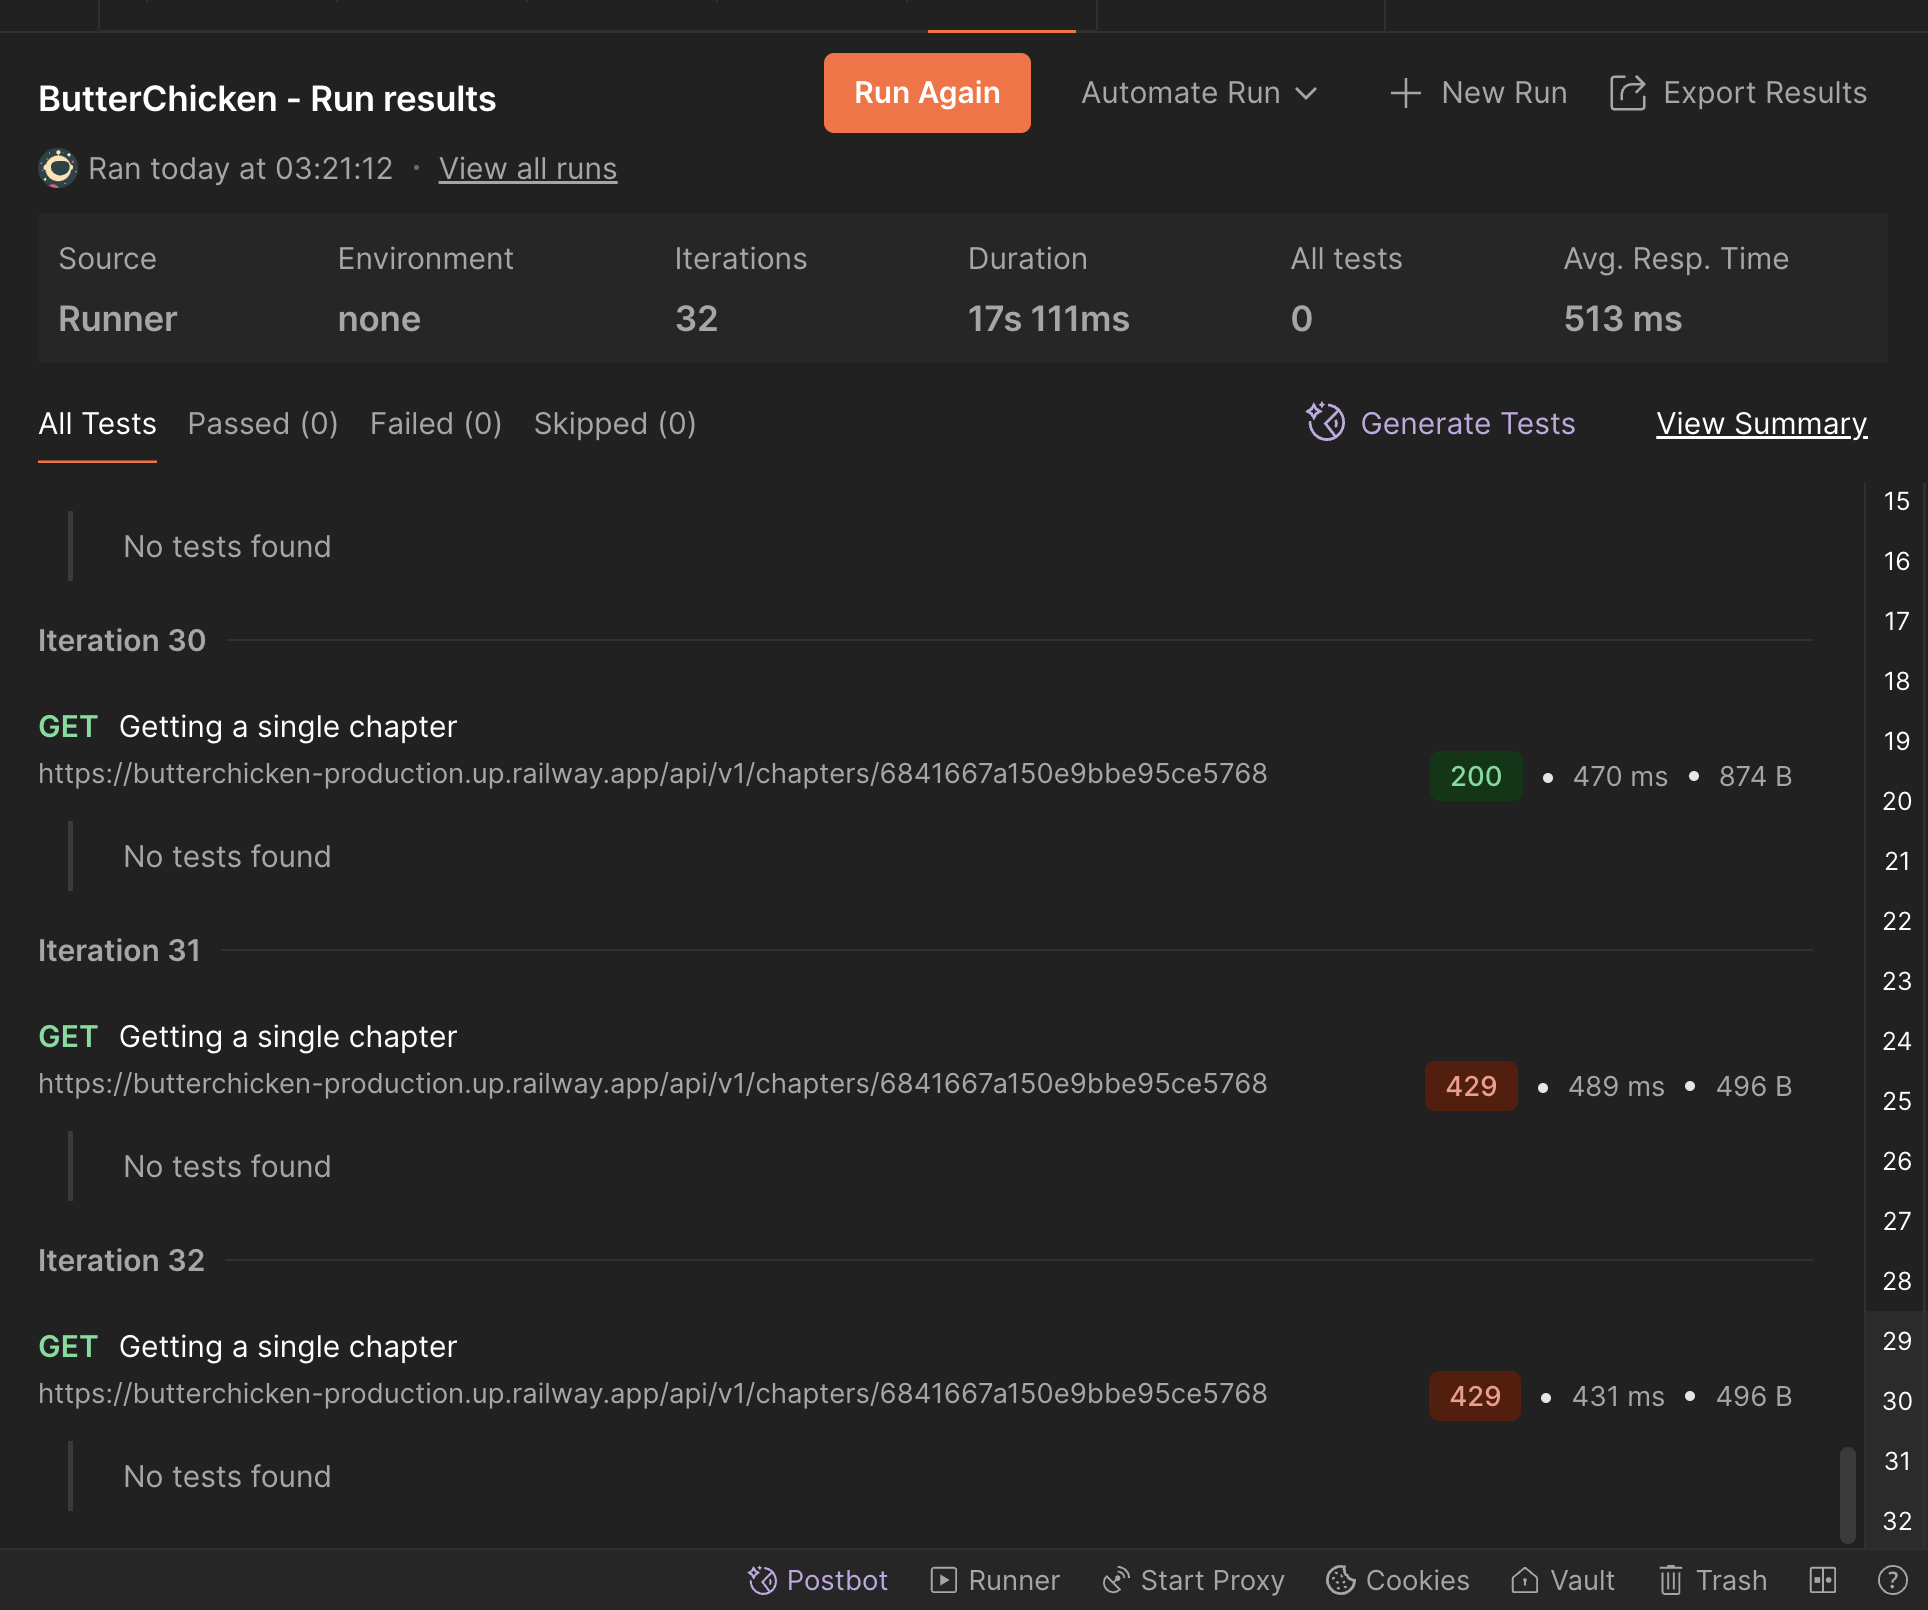 ButterChicken - Run results
Run Again
Automate Run
New Run
Export Results
Ran today at 03:21:12 · View all runs
Source Environment Iterations Duration All tests Avg. Resp. Time
Runner none 32 17s 111ms 0 513 ms
All Tests Passed (0) Failed (0) Skipped (0) Generate Tests View Summary
No tests found
Iteration 30
GET Getting a single chapter
https://butterchicken-production.up.railway.app/api/v1/chapters/6841667a150e9bbe95ce5768 200 • 470 ms • 874 B
No tests found
Iteration 31
GET Getting a single chapter
https://butterchicken-production.up.railway.app/api/v1/chapters/6841667a150e9bbe95ce5768 429 • 489 ms • 496 B
No tests found
Iteration 32
GET Getting a single chapter
https://butterchicken-production.up.railway.app/api/v1/chapters/6841667a150e9bbe95ce5768 429 • 431 ms • 496 B
No tests found
15
16
17
18
19
20
21
22
23
24
25
26
27
28
29
30
31
32
Postbot Runner Start Proxy Cookies Vault Trash ?